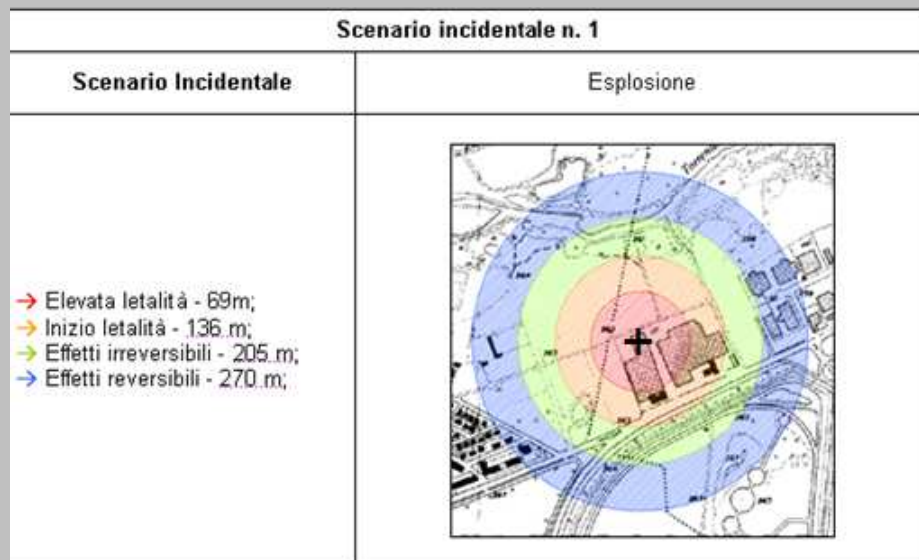 Scenario incidentale n. 1
Scenario Incidentale
Esplosione
→ Elevata letalità - 69m;
→ Inizio letalità - 136 m;
→ Effetti irreversibili - 205 m;
→ Effetti reversibili - 270 m;